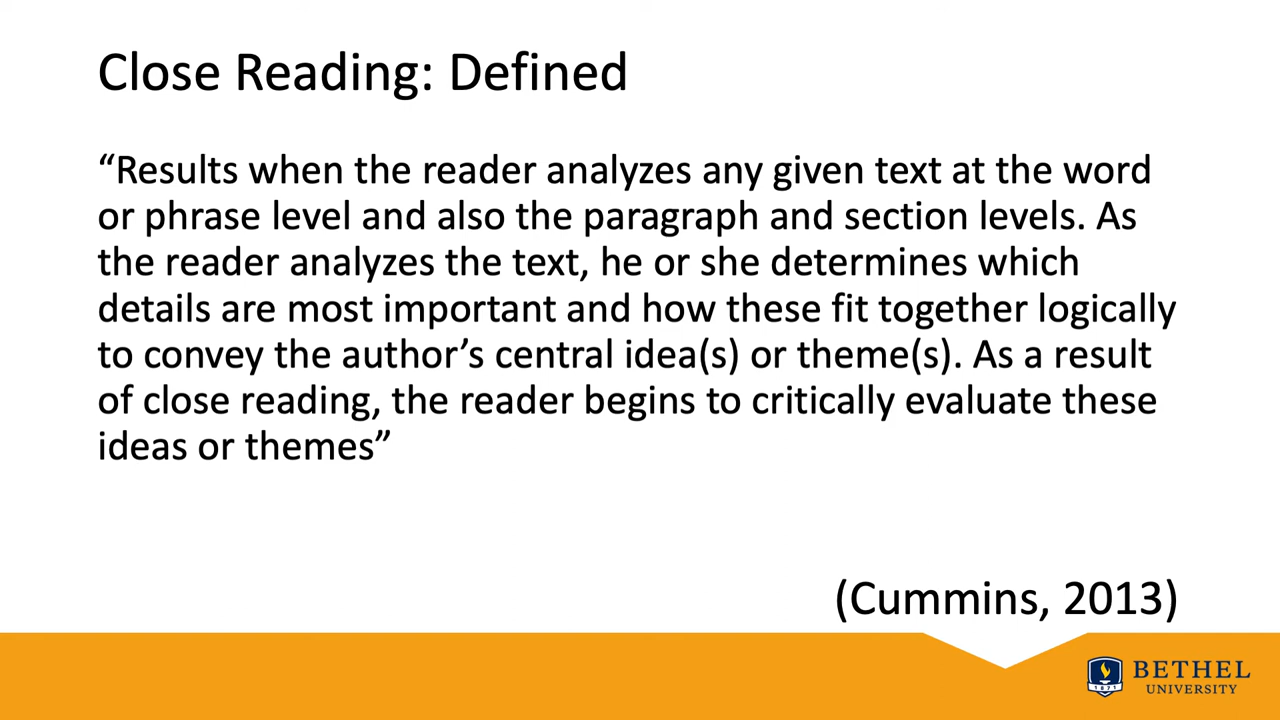 Close Reading: Defined
“Results when the reader analyzes any given text at the word
or phrase level and also the paragraph and section levels. As
the reader analyzes the text, he or she determines which
details are most important and how these fit together logically
to convey the author’s central idea(s) or theme(s). As a result
of close reading, the reader begins to critically evaluate these
ideas or themes”
(Cummins, 2013)
BETHEL
UNIVERSITY
1871